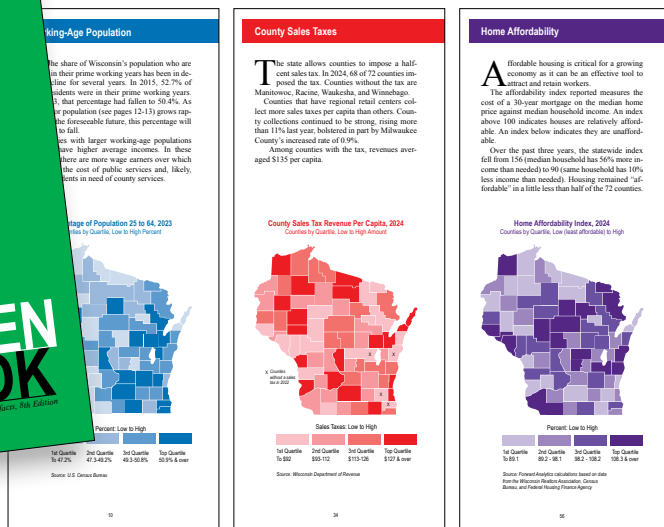 EN
OK
facts, 8th Edition
king-Age Population
he share of Wisconsin's population who are
in their prime working years has been in de-
cline for several years. In 2015, 52.7% of
sidents were in their prime working years.
3, that percentage had fallen to 50.4%. As
or population (see pages 12-13) grows rap-
the foreseeable future, this percentage will
to fall.
ies with larger working-age populations
have higher average incomes. In these
there are more wage earners over which
the cost of public services and, likely,
dents in need of county services.
tage of Population 25 to 64, 2023
ies by Quartile, Low to High Percent
Percent: Low to High
1st Quartile 2nd Quartile 3rd Quartile Top Quartile
To 47.2% 47.3-49.2% 49.3-50.8% 50.9% & over
Source: U.S. Census Bureau
10
County Sales Taxes
The state allows counties to impose a half-
cent sales tax. In 2024, 68 of 72 counties im-
posed the tax. Counties without the tax are
Manitowoc, Racine, Waukesha, and Winnebago.
Counties that have regional retail centers col-
lect more sales taxes per capita than others. Coun-
ty collections continued to be strong, rising more
than 11% last year, bolstered in part by Milwaukee
County's increased rate of 0.9%.
Among counties with the tax, revenues aver-
aged $135 per capita.
County Sales Tax Revenue Per Capita, 2024
Counties by Quartile, Low to High Amount
x
x
x
x
x Counties
without a sales
tax in 2022
Sales Taxes: Low to High
1st Quartile 2nd Quartile 3rd Quartile Top Quartile
To $92 $93-112 $113-126 $127 & over
Source: Wisconsin Department of Revenue
34
Home Affordability
Affordable housing is critical for a growing
economy as it can be an effective tool to
attract and retain workers.
The affordability index reported measures the
cost of a 30-year mortgage on the median home
price against median household income. An index
above 100 indicates houses are relatively afford-
able. An index below indicates they are unafford-
able.
Over the past three years, the statewide index
fell from 156 (median household has 56% more in-
come than needed) to 90 (same household has 10%
less income than needed). Housing remained "af-
fordable" in a little less than half of the 72 counties.
Home Affordability Index, 2024
Counties by Quartile, Low (least affordable) to High
Percent: Low to High
1st Quartile 2nd Quartile 3rd Quartile Top Quartile
To 89.1 89.2 - 98.1 98.2 - 108.2 108.3 & over
Source: Forward Analytics calculations based on data
from the Wisconsin Realtors Association, Census
Bureau, and Federal Housing Finance Agency
56